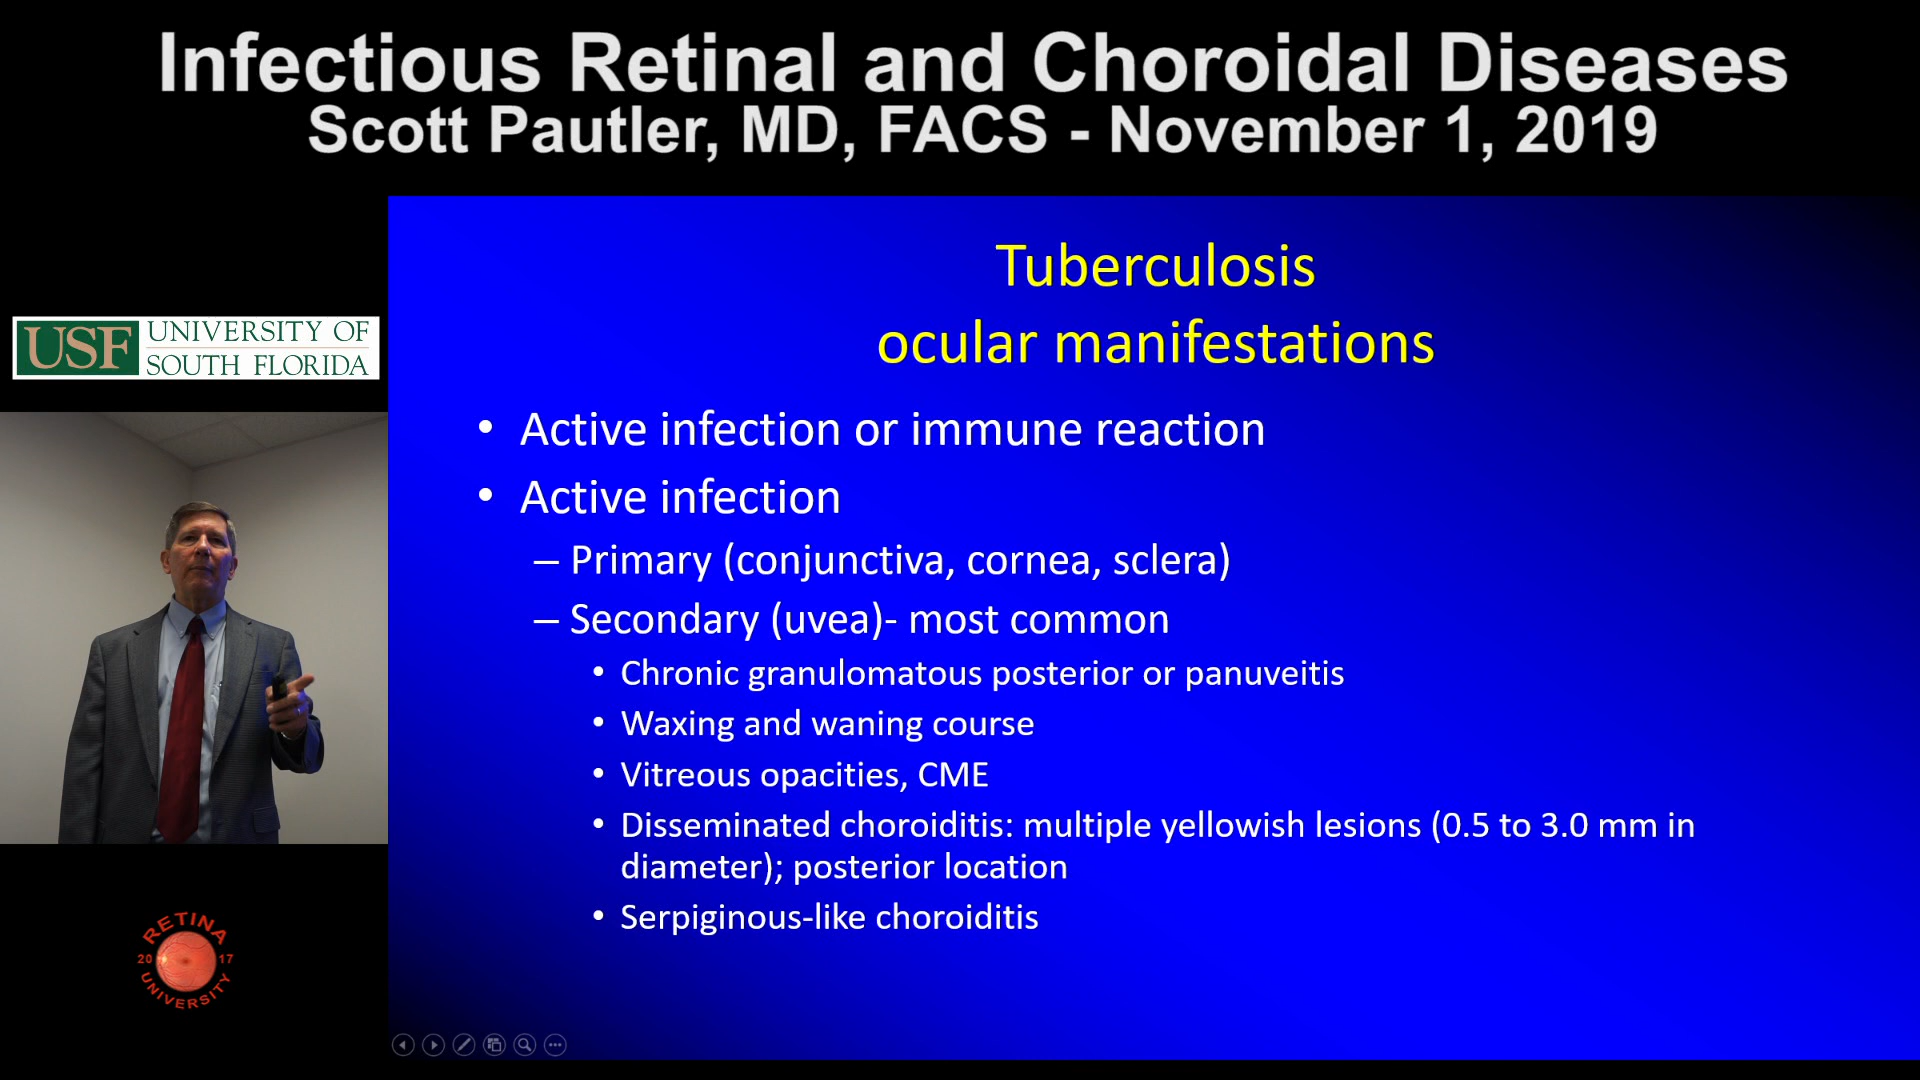 Infectious Retinal and Choroidal Diseases
Scott Pautler, MD, FACS - November 1, 2019
USF UNIVERSITY OF
SOUTH FLORIDA
Tuberculosis
ocular manifestations
• Active infection or immune reaction
• Active infection
– Primary (conjunctiva, cornea, sclera)
– Secondary (uvea)- most common
• Chronic granulomatous posterior or panuveitis
• Waxing and waning course
• Vitreous opacities, CME
• Disseminated choroiditis: multiple yellowish lesions (0.5 to 3.0 mm in
diameter); posterior location
• Serpiginous-like choroiditis
RETINA
20 17
UNIVERSITY